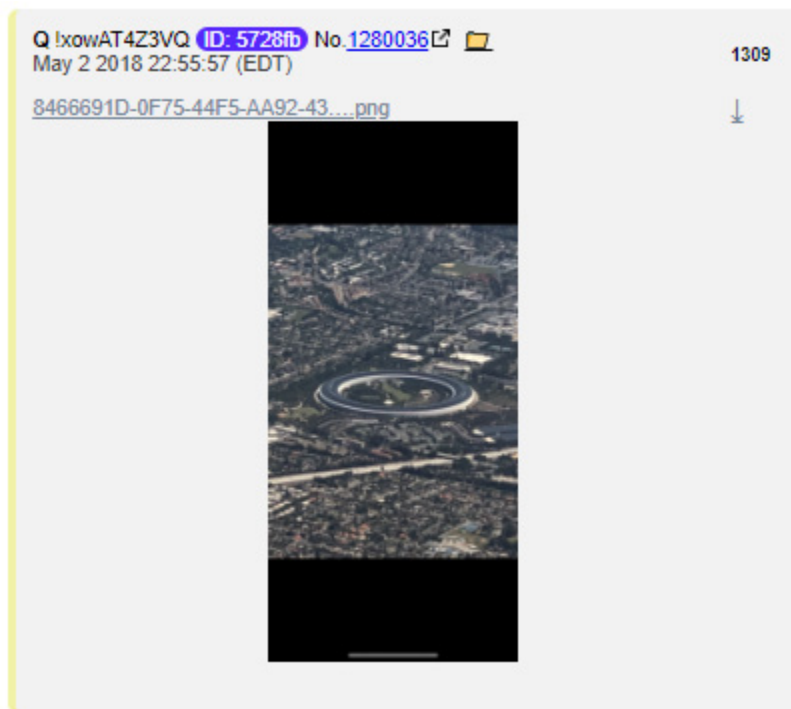 Q !xowAT4Z3VQ ID: 5728fb No.1280036
1309
May 2 2018 22:55:57 (EDT)
8466691D-0F75-44F5-AA92-43....png